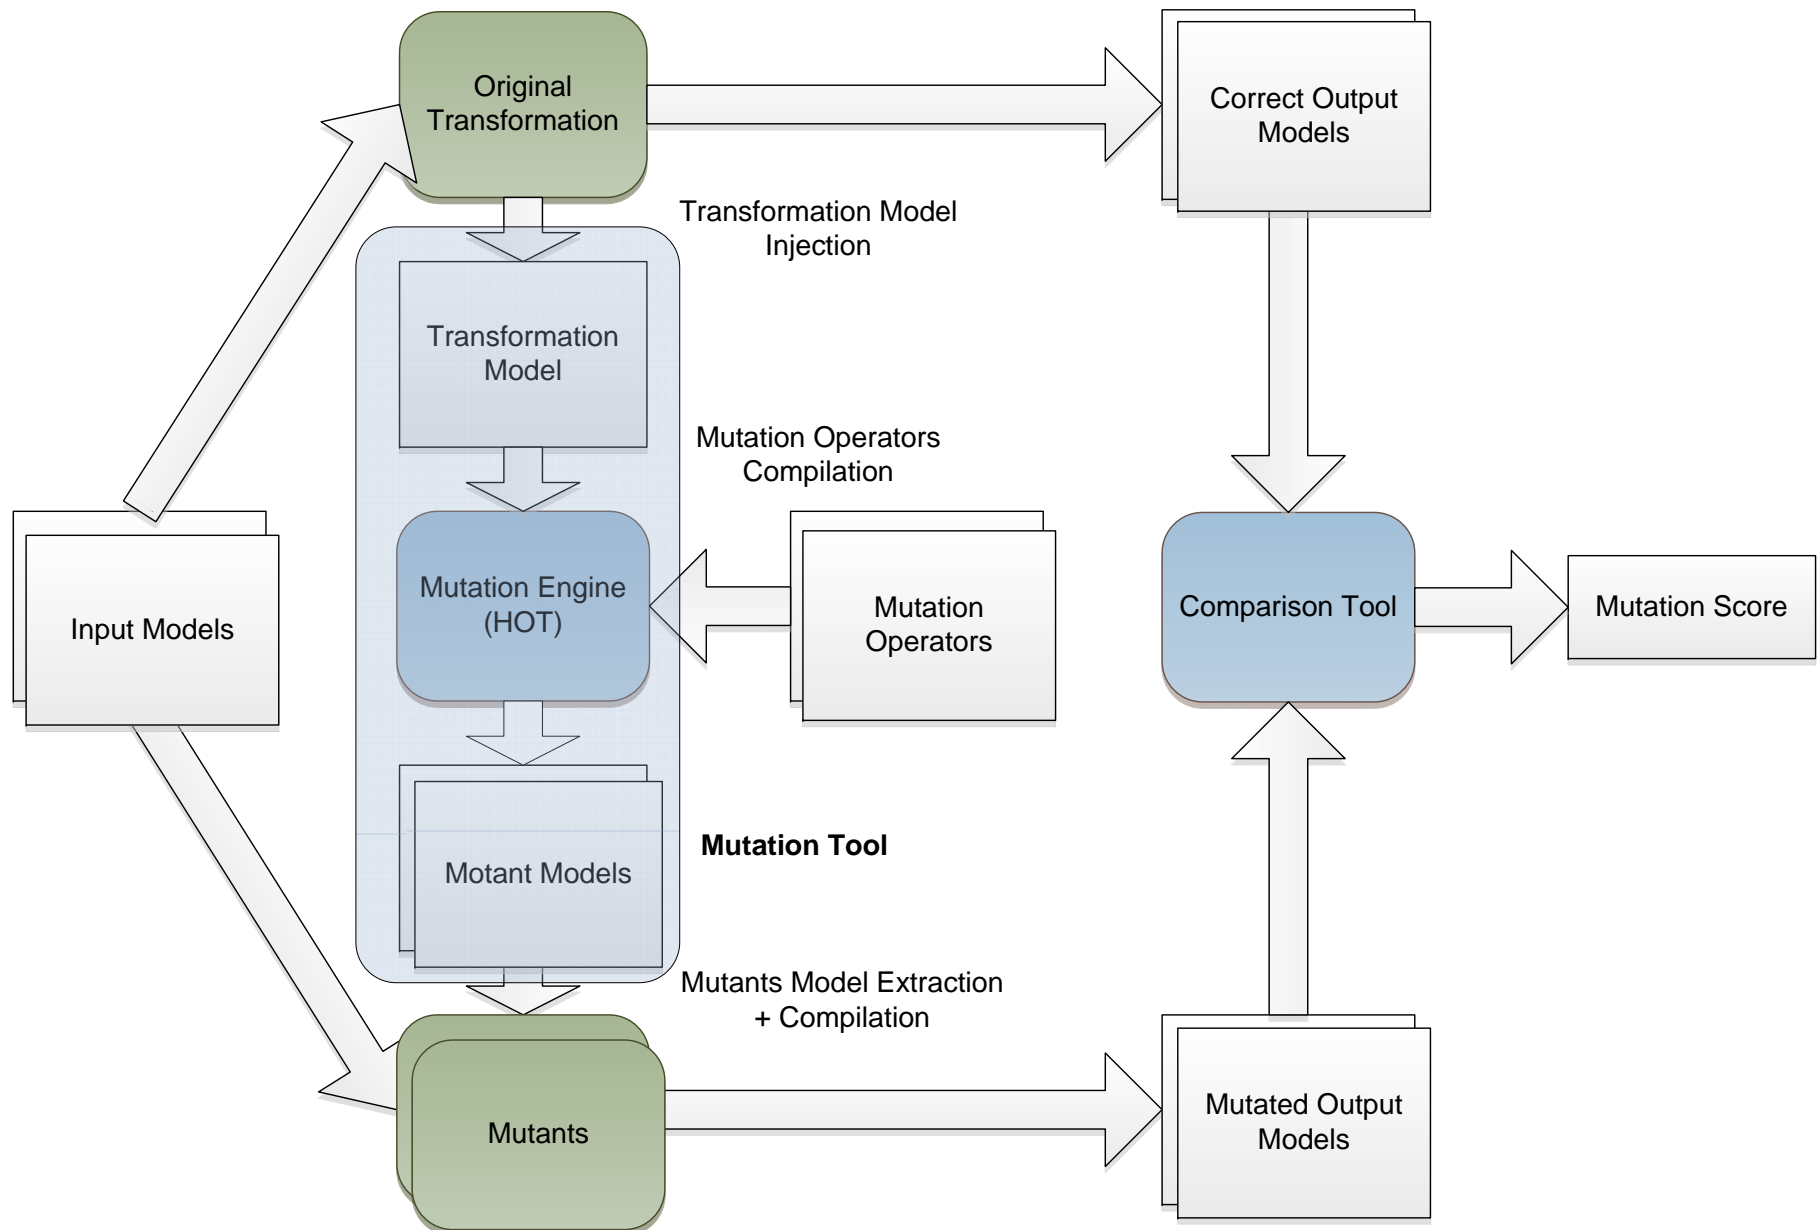 Original
Transformation
Correct Output
Models
Transformation Model
Injection
Transformation
Model
Mutation Operators
Compilation
Input Models
Mutation Engine
(HOT)
Mutation
Operators
Comparison Tool
Mutation Score
Motant Models
Mutation Tool
Mutants Model Extraction
+ Compilation
Mutants
Mutated Output
Models